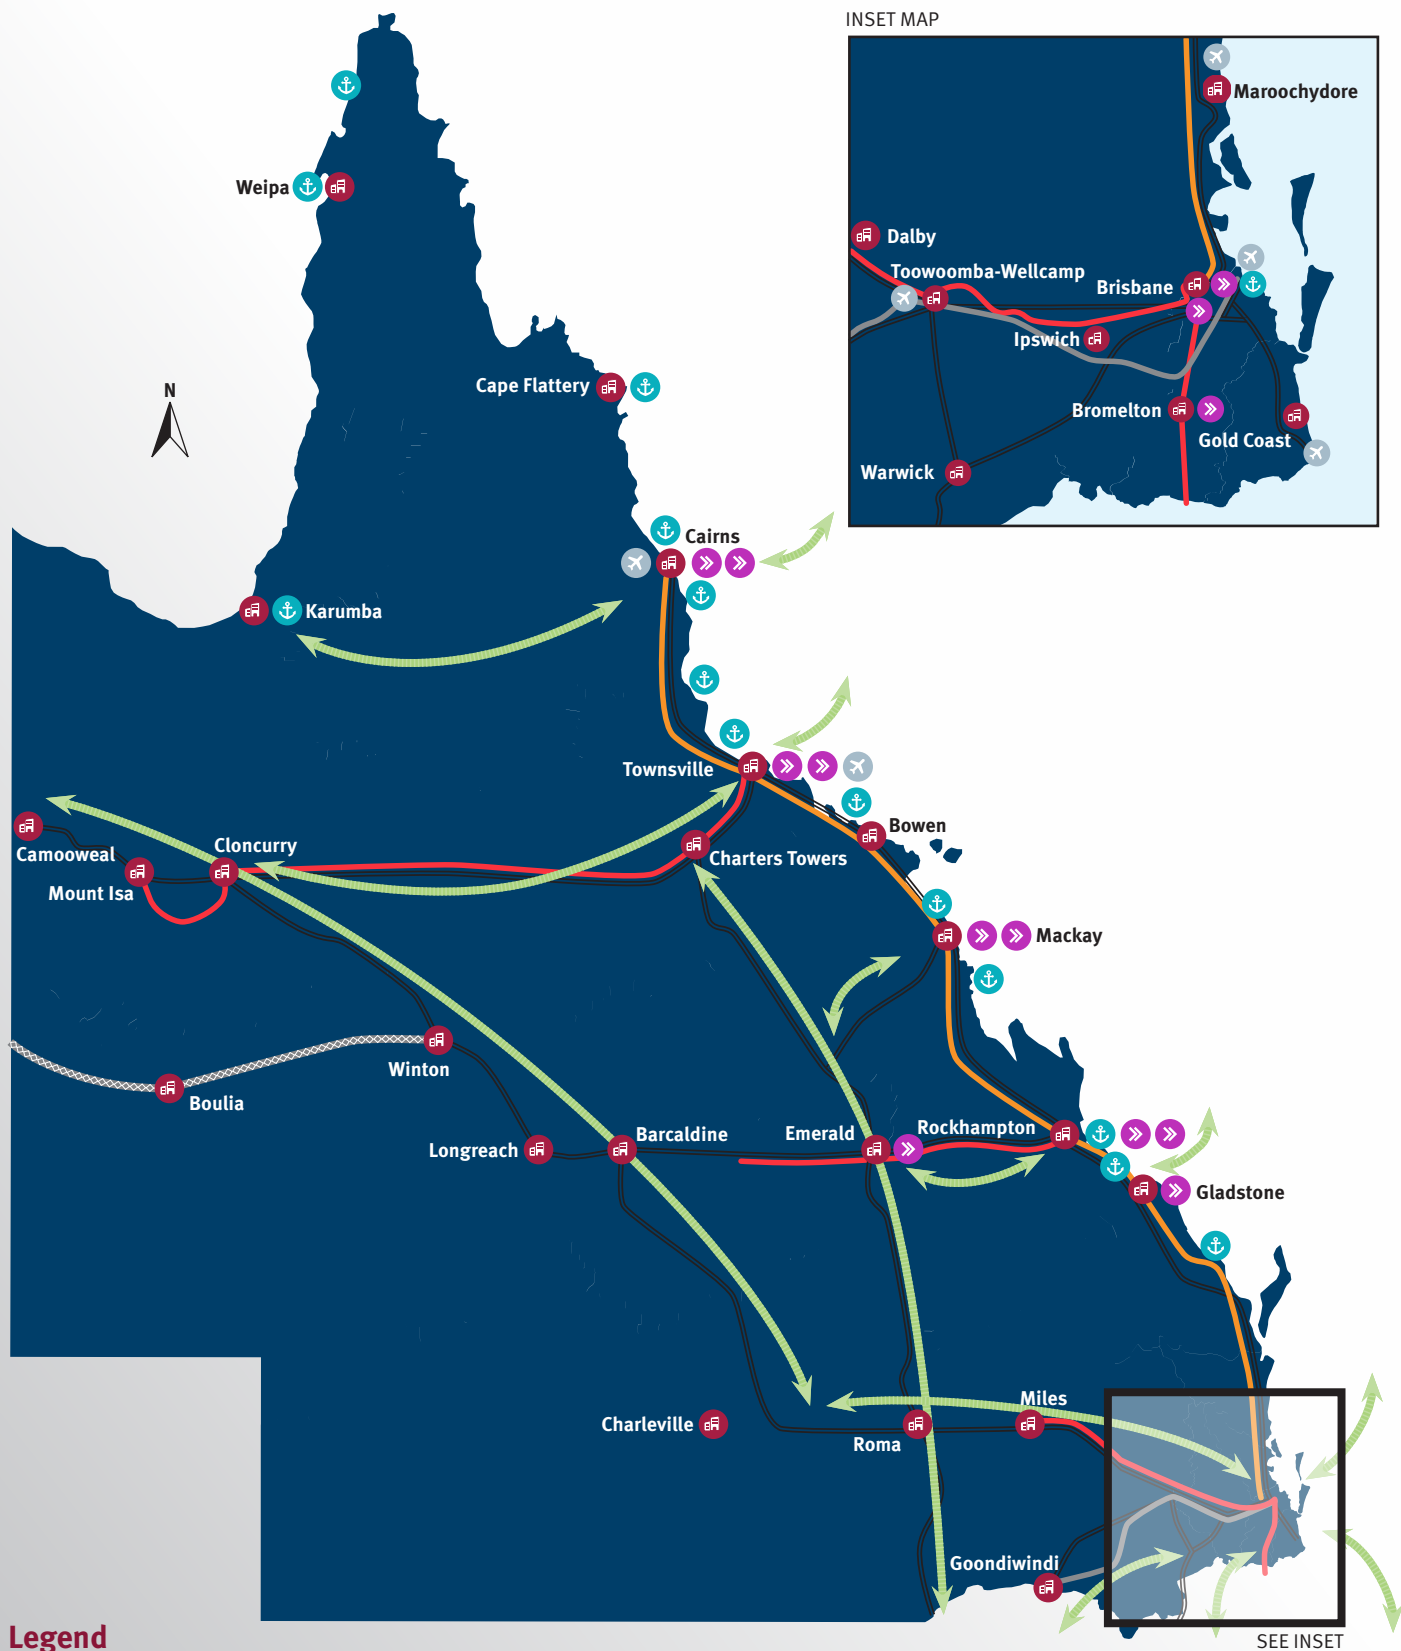 INSET MAP
Maroochydore
Dalby
Toowoomba-Wellcamp
Brisbane
Ipswich
Bromelton
Gold Coast
Warwick
Weipa
Cape Flattery
N
Cairns
Karumba
Townsville
Bowen
Cloncurry
Camooweal
Charters Towers
Mount Isa
Mackay
Winton
Boulia
Rockhampton
Emerald
Barcaldine
Longreach
Gladstone
Miles
Charleville
Roma
Goondiwindi
Legend
SEE INSET